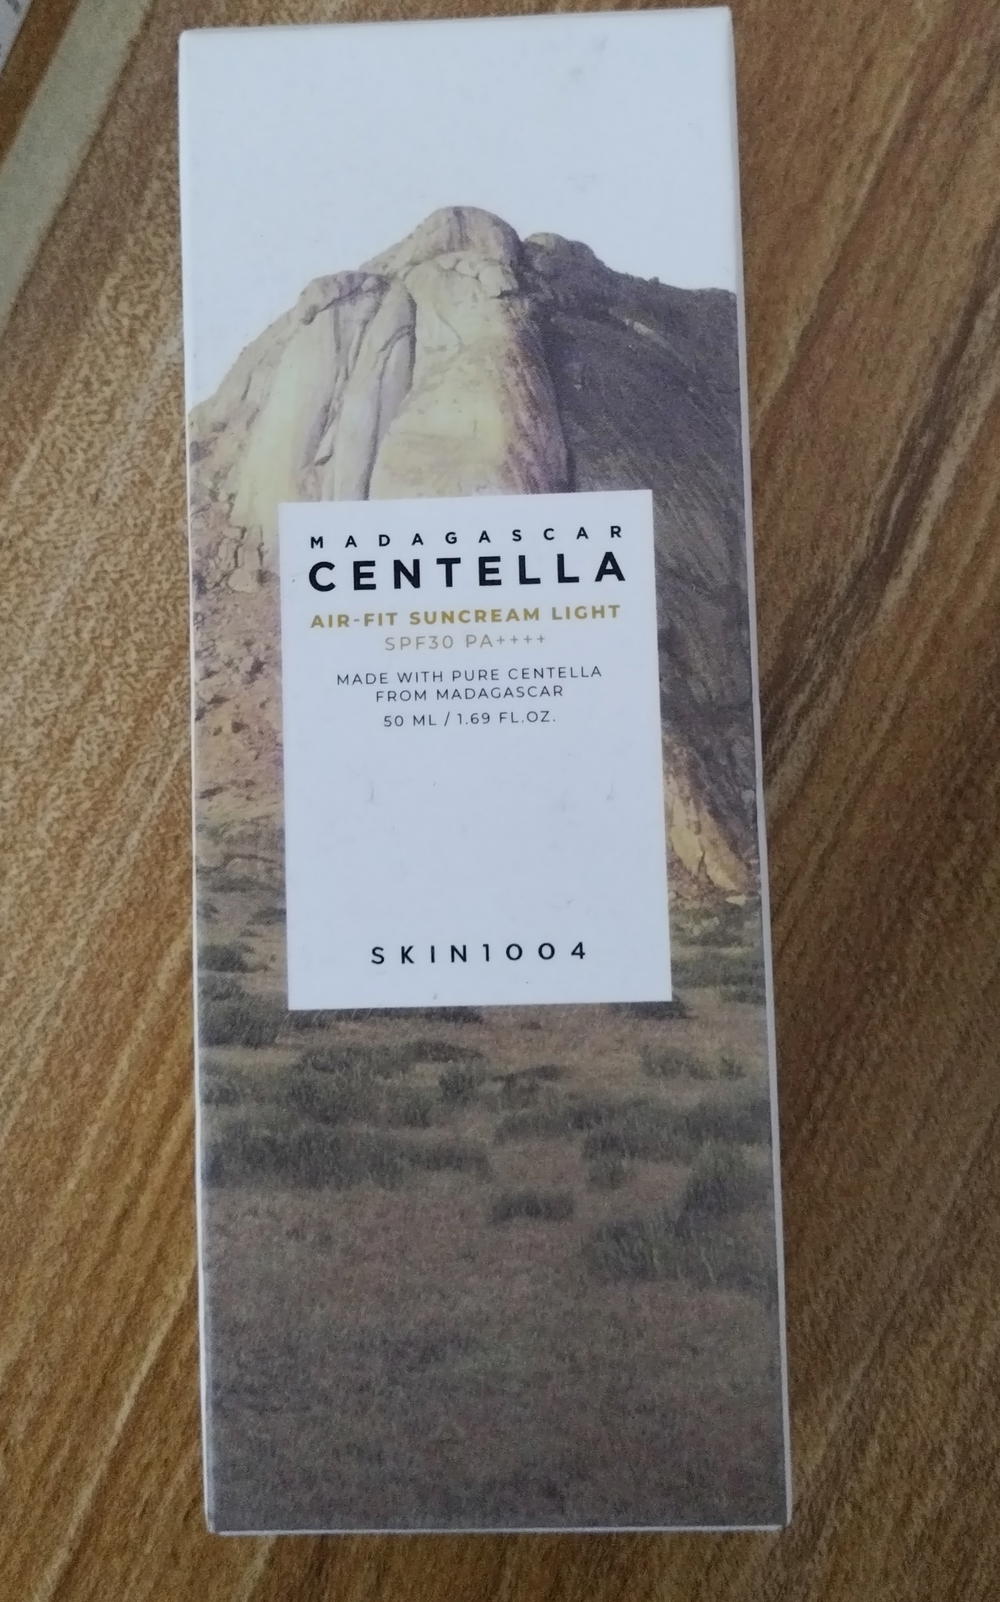 MADAGASCAR
CENTELLA
AIR-FIT SUNCREAM LIGHT
SPF30 PA++++
MADE WITH PURE CENTELLA
FROM MADAGASCAR
50 ML / 1.69 FL.OZ.
SKIN1004